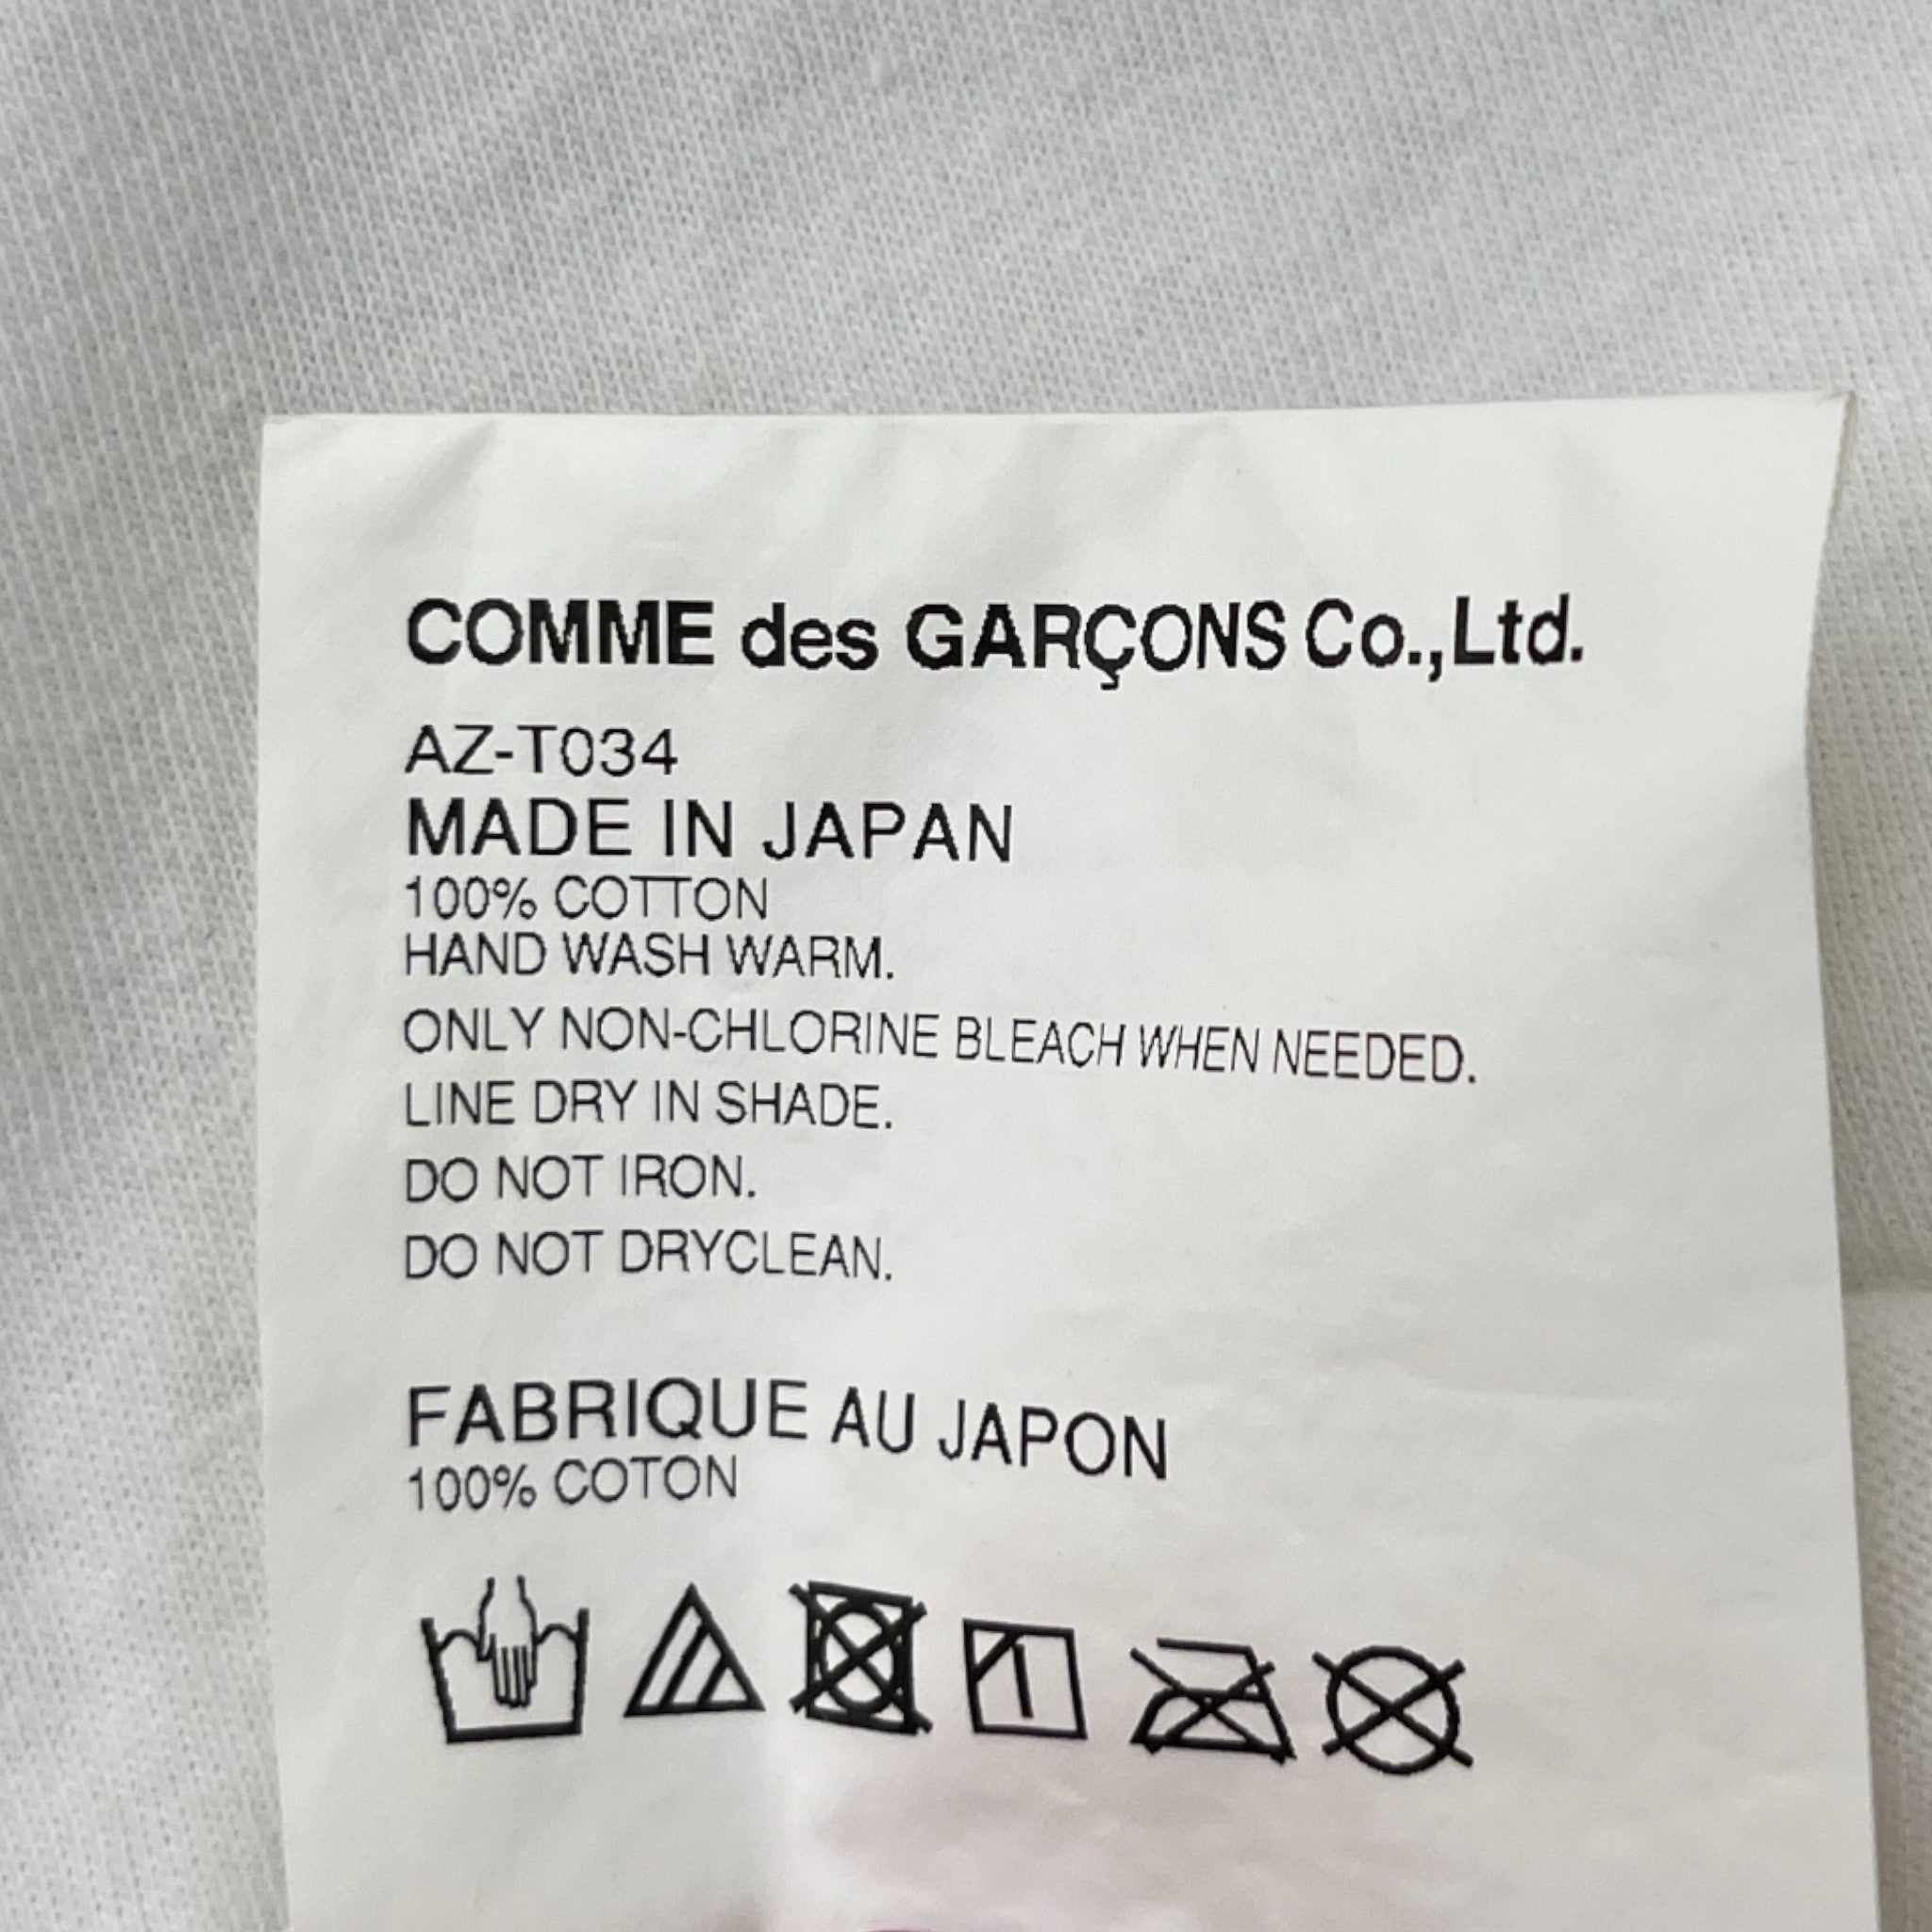 COMME des GARÇONS Co.,Ltd.
AZ-T034
MADE IN JAPAN
100% COTTON
HAND WASH WARM.
ONLY NON-CHLORINE BLEACH WHEN NEEDED.
LINE DRY IN SHADE.
DO NOT IRON.
DO NOT DRYCLEAN.
FABRIQUE AU JAPON
100% COTON